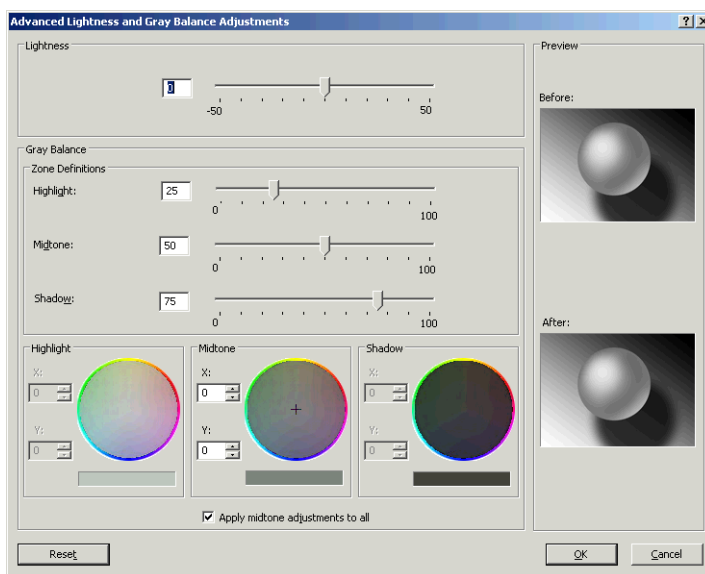 Advanced Lightness and Gray Balance Adjustments
Lightness
0
-50 50
Gray Balance
Zone Definitions
Highlight: 25
0 100
Midtone: 50
0 100
Shadow: 75
0 100
Highlight
X:
0
Y:
0
Midtone
X:
0
Y:
0
Shadow
X:
0
Y:
0
Apply midtone adjustments to all
Preview
Before:
After:
Reset OK Cancel